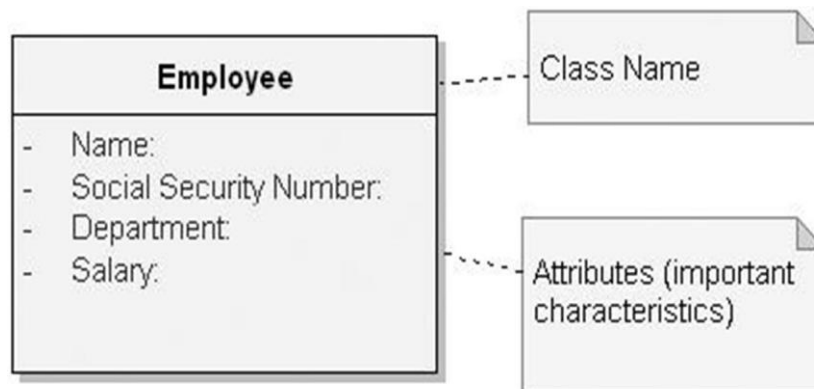 Employee
- Name:
- Social Security Number:
- Department:
- Salary:
Class Name
Attributes (important
characteristics)